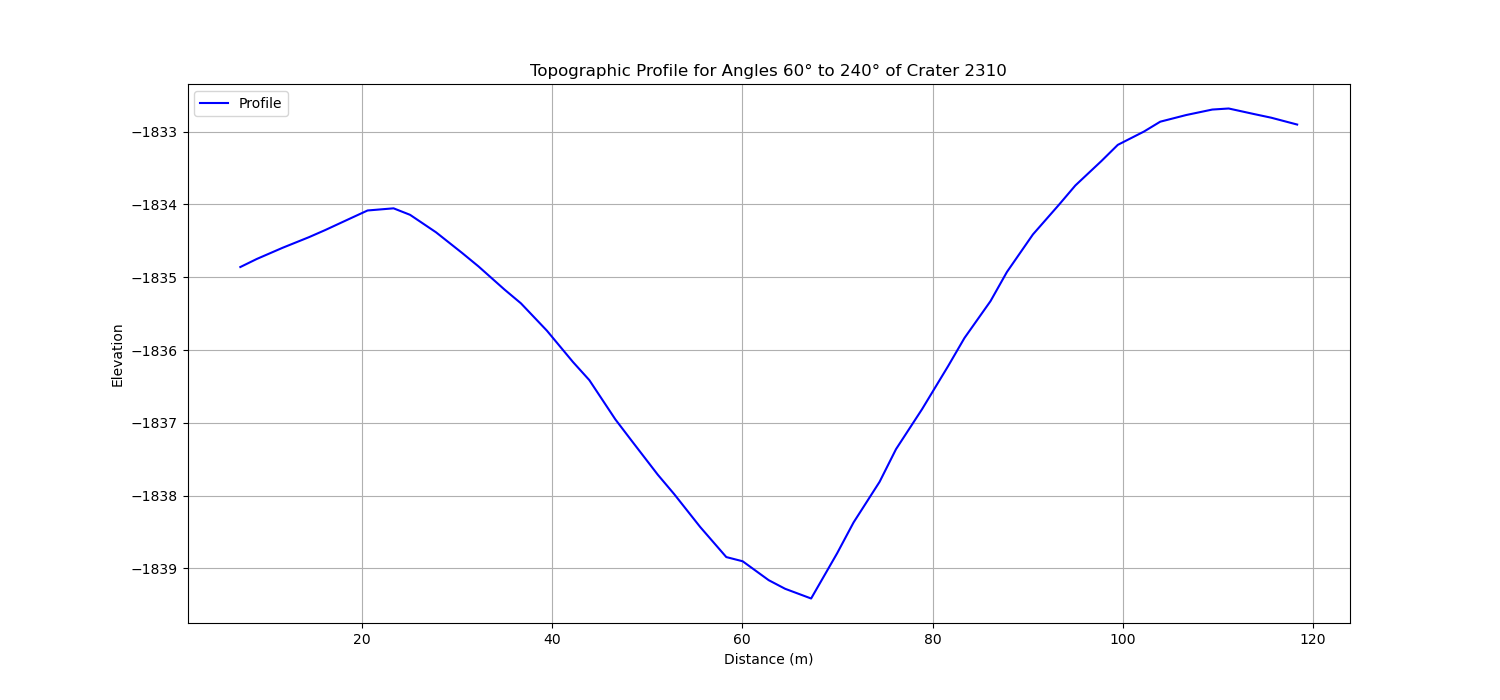 Topographic Profile for Angles 60° to 240° of Crater 2310
Profile
−1833
−1834
−1835
−1836
−1837
−1838
−1839
Elevation
20 40 60 80 100 120
Distance (m)